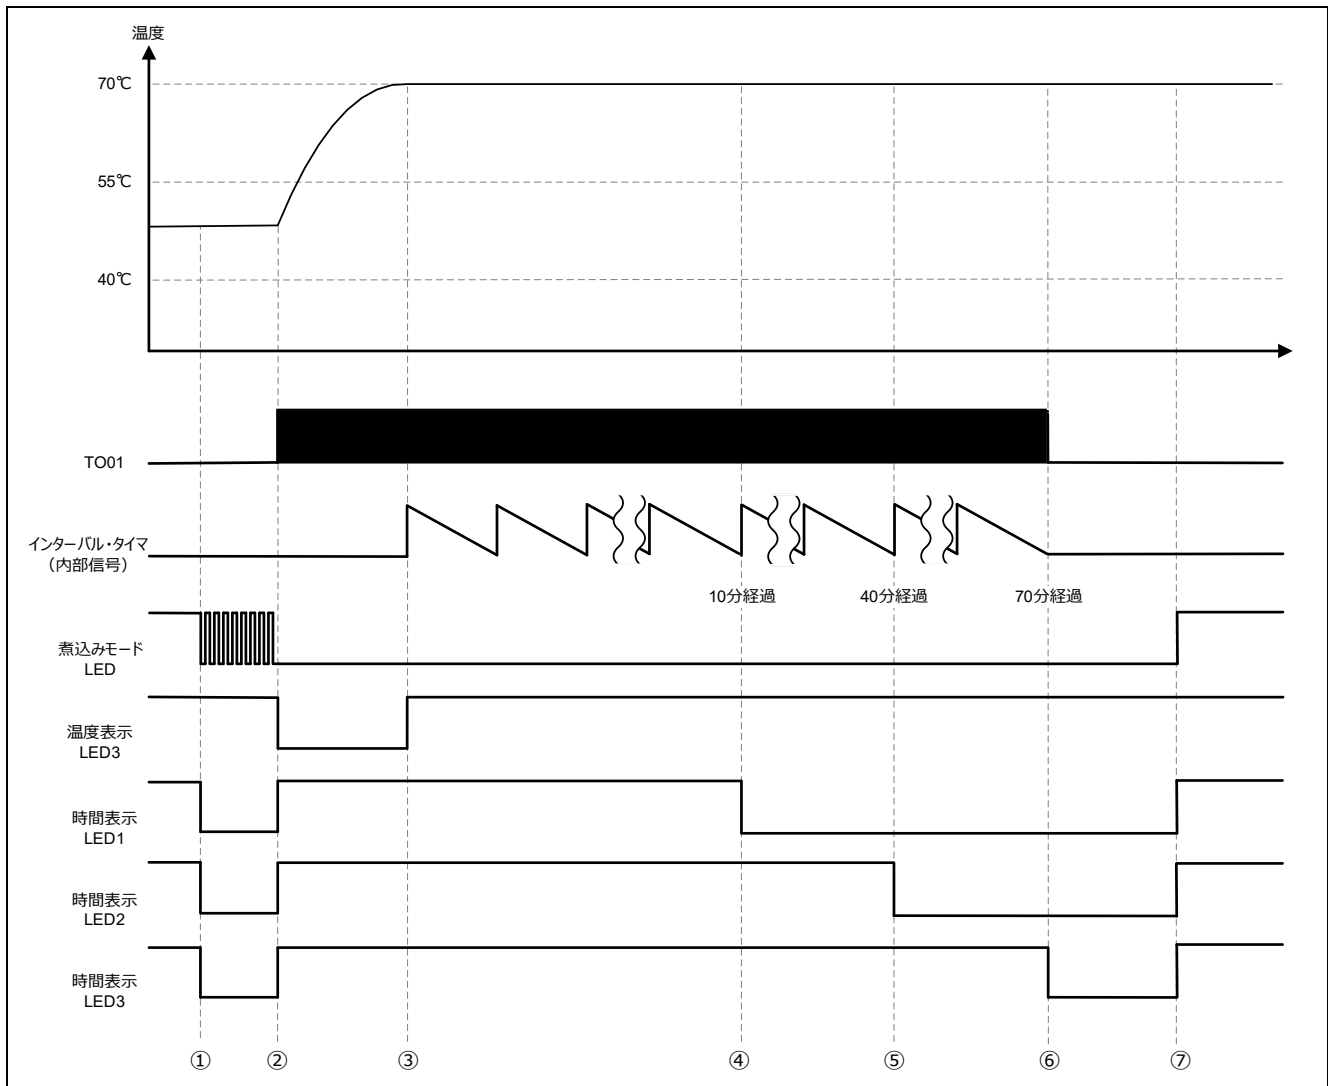 温度
70℃
55℃
40℃
TO01
インターバル・タイマ
（内部信号）
10分経過
40分経過
70分経過
煮込みモード
LED
温度表示
LED3
時間表示
LED1
時間表示
LED2
時間表示
LED3
① ② ③ ④ ⑤ ⑥ ⑦